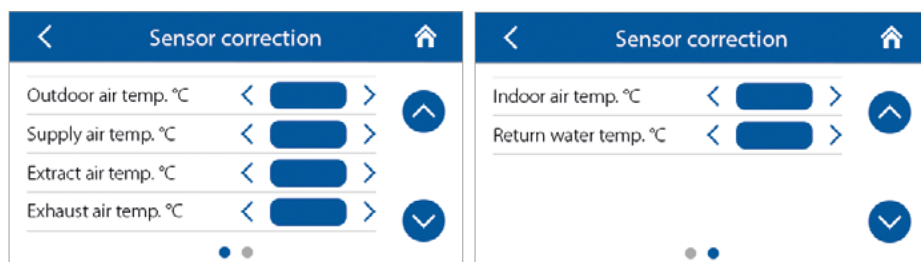 Sensor correction
Outdoor air temp. °C
Supply air temp. °C
Extract air temp. °C
Exhaust air temp. °C
Sensor correction
Indoor air temp. °C
Return water temp. °C